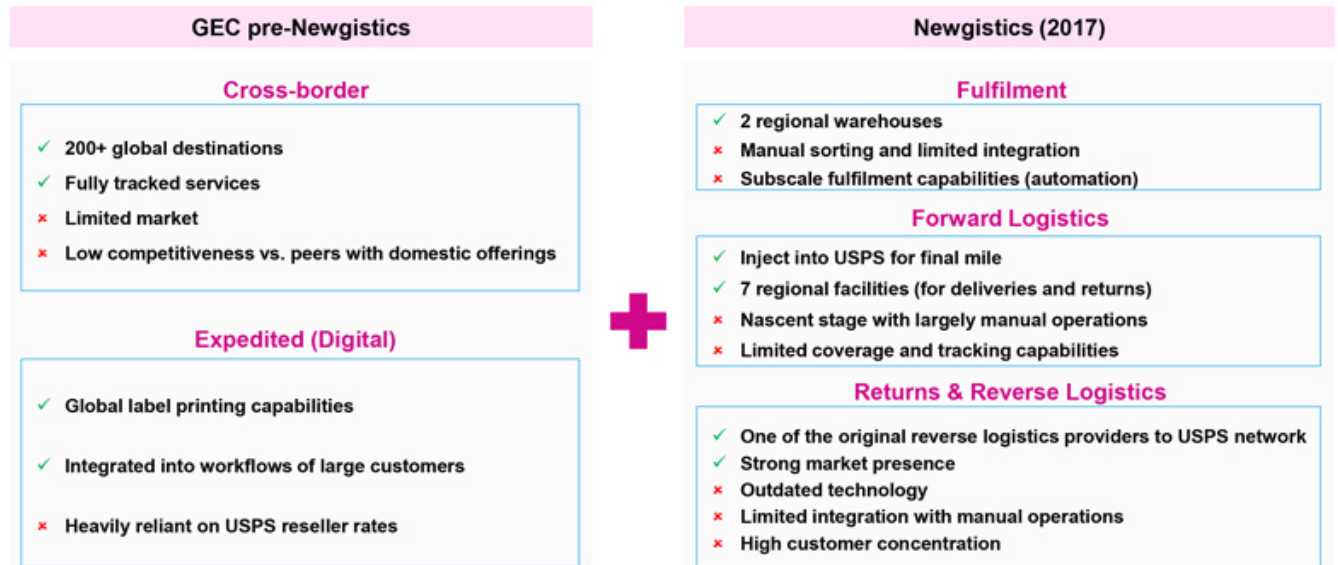 GEC pre-Newgistics
Cross-border
✓ 200+ global destinations
✓ Fully tracked services
× Limited market
× Low competitiveness vs. peers with domestic offerings
Expedited (Digital)
✓ Global label printing capabilities
✓ Integrated into workflows of large customers
× Heavily reliant on USPS reseller rates
Newgistics (2017)
Fulfilment
✓ 2 regional warehouses
× Manual sorting and limited integration
× Subscale fulfilment capabilities (automation)
Forward Logistics
✓ Inject into USPS for final mile
✓ 7 regional facilities (for deliveries and returns)
× Nascent stage with largely manual operations
× Limited coverage and tracking capabilities
Returns & Reverse Logistics
✓ One of the original reverse logistics providers to USPS network
✓ Strong market presence
× Outdated technology
× Limited integration with manual operations
× High customer concentration